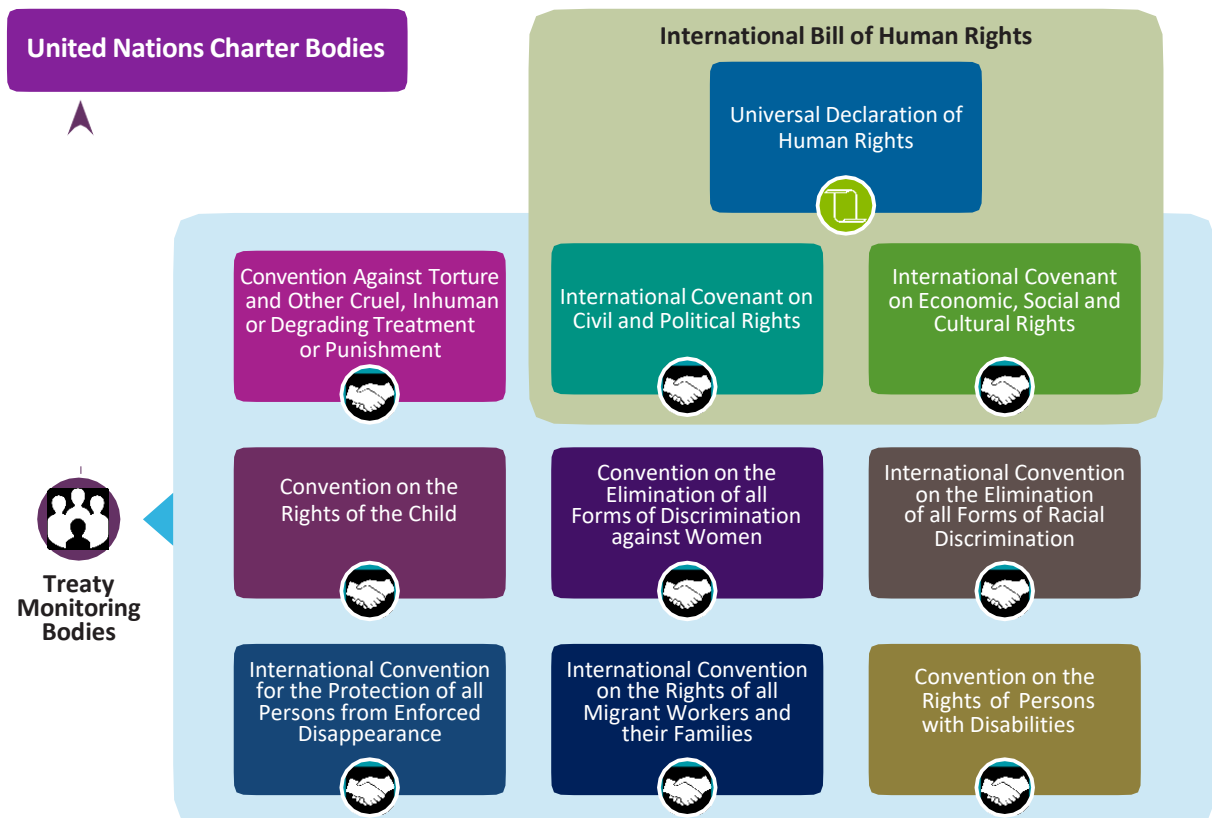 United Nations Charter Bodies
International Bill of Human Rights
Universal Declaration of
Human Rights
Convention Against Torture
and Other Cruel, Inhuman
or Degrading Treatment
or Punishment
International Covenant on
Civil and Political Rights
International Covenant
on Economic, Social and
Cultural Rights
Convention on the
Rights of the Child
Convention on the
Elimination of all
Forms of Discrimination
against Women
International Convention
on the Elimination
of all Forms of Racial
Discrimination
Treaty
Monitoring
Bodies
International Convention
for the Protection of all
Persons from Enforced
Disappearance
International Convention
on the Rights of all
Migrant Workers and
their Families
Convention on the
Rights of Persons
with Disabilities